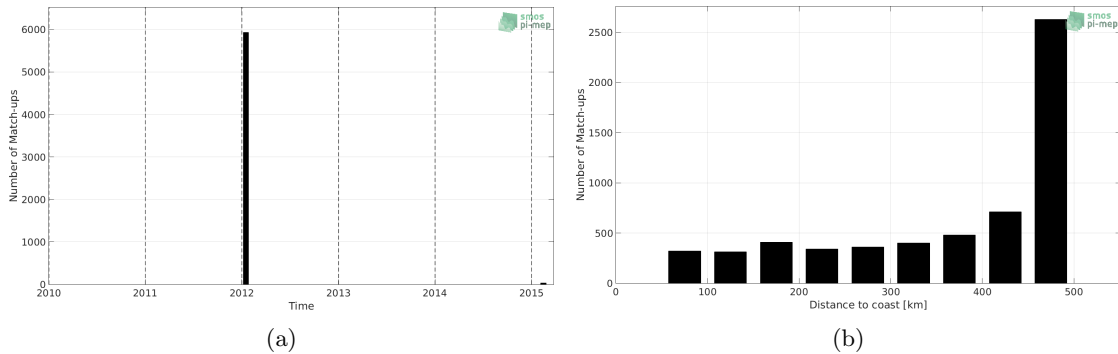 smos
pi-mep
6000
5000
4000
3000
2000
1000
0
Number of Match-ups
2010 2011 2012 2013 2014 2015
Time
(a)
smos
pi-mep
2500
2000
1500
1000
500
0
Number of Match-ups
0 100 200 300 400 500
Distance to coast [km]
(b)